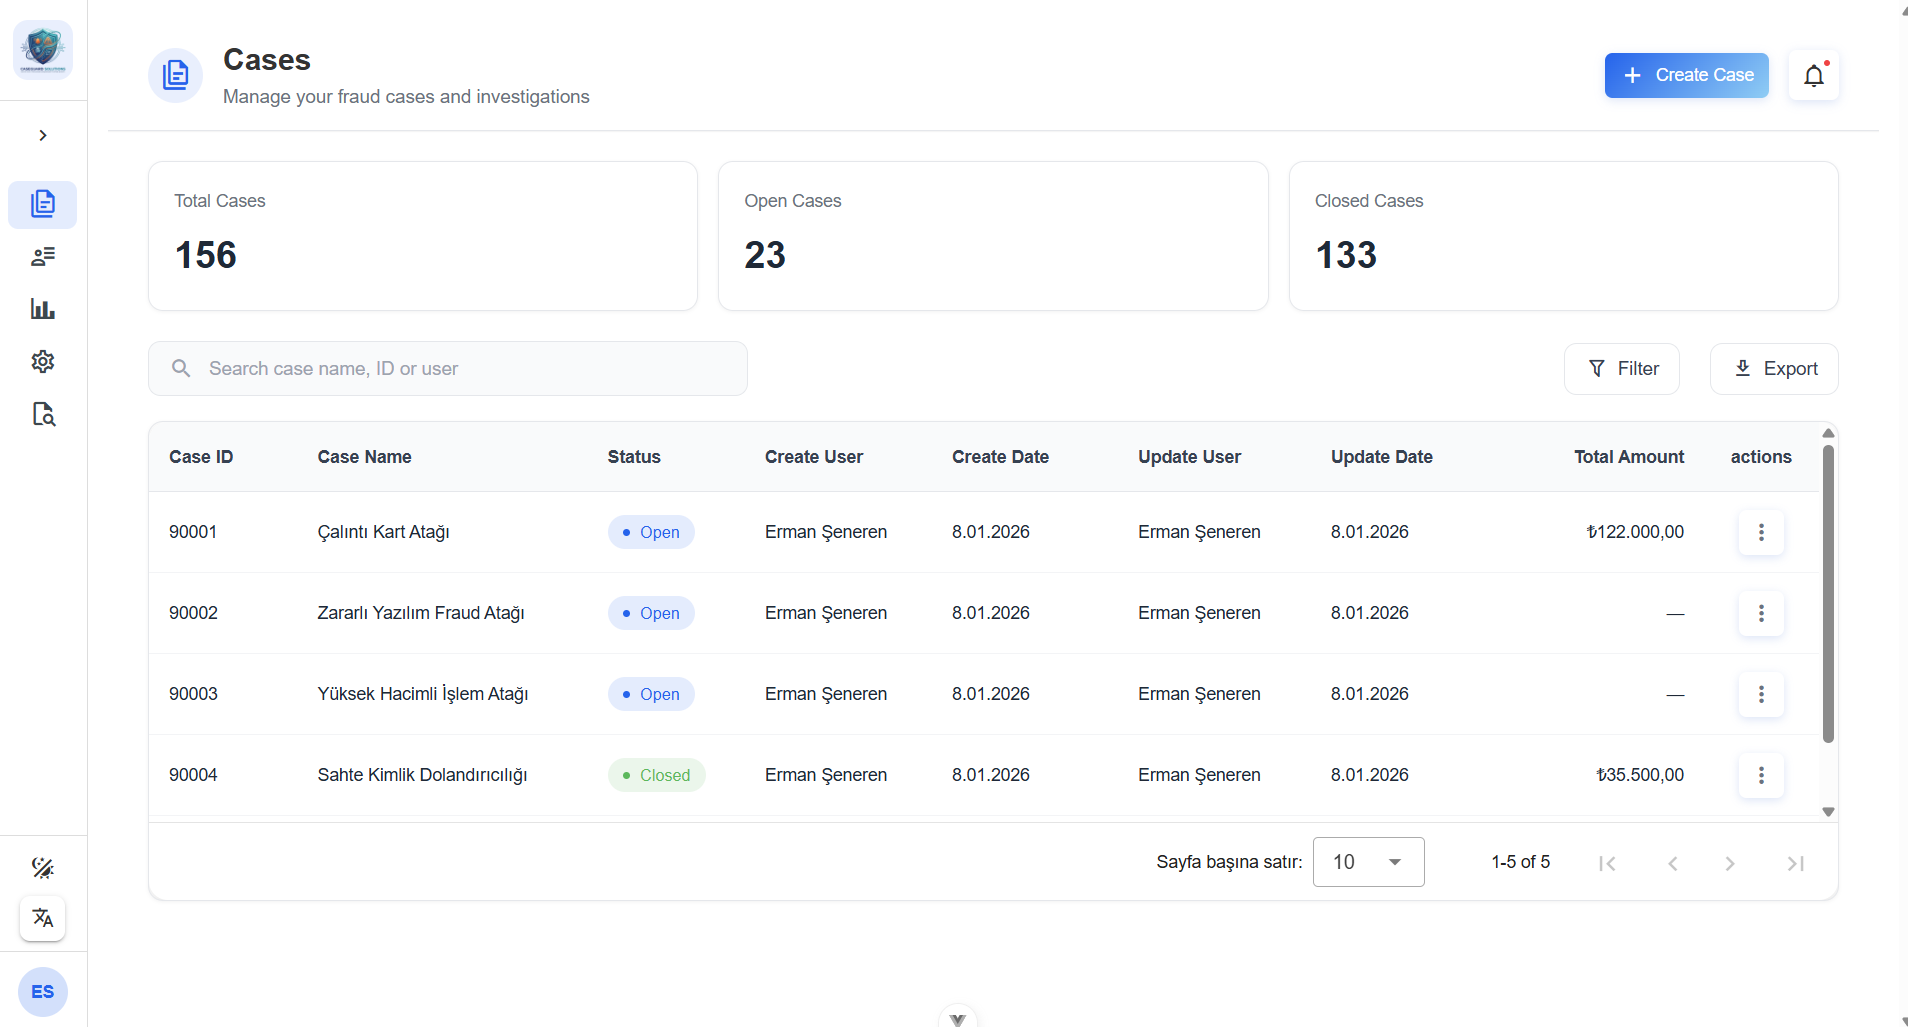 Cases
Manage your fraud cases and investigations
+ Create Case
Total Cases
156
Open Cases
23
Closed Cases
133
Search case name, ID or user
Filter
Export
Case ID Case Name Status Create User Create Date Update User Update Date Total Amount actions
90001 Çalıntı Kart Atağı Open Erman Şeneren 8.01.2026 Erman Şeneren 8.01.2026 ₺122.000,00
90002 Zararlı Yazılım Fraud Atağı Open Erman Şeneren 8.01.2026 Erman Şeneren 8.01.2026 —
90003 Yüksek Hacimli İşlem Atağı Open Erman Şeneren 8.01.2026 Erman Şeneren 8.01.2026 —
90004 Sahte Kimlik Dolandırıcılığı Closed Erman Şeneren 8.01.2026 Erman Şeneren 8.01.2026 ₺35.500,00
Sayfa başına satır: 10 1-5 of 5
ES